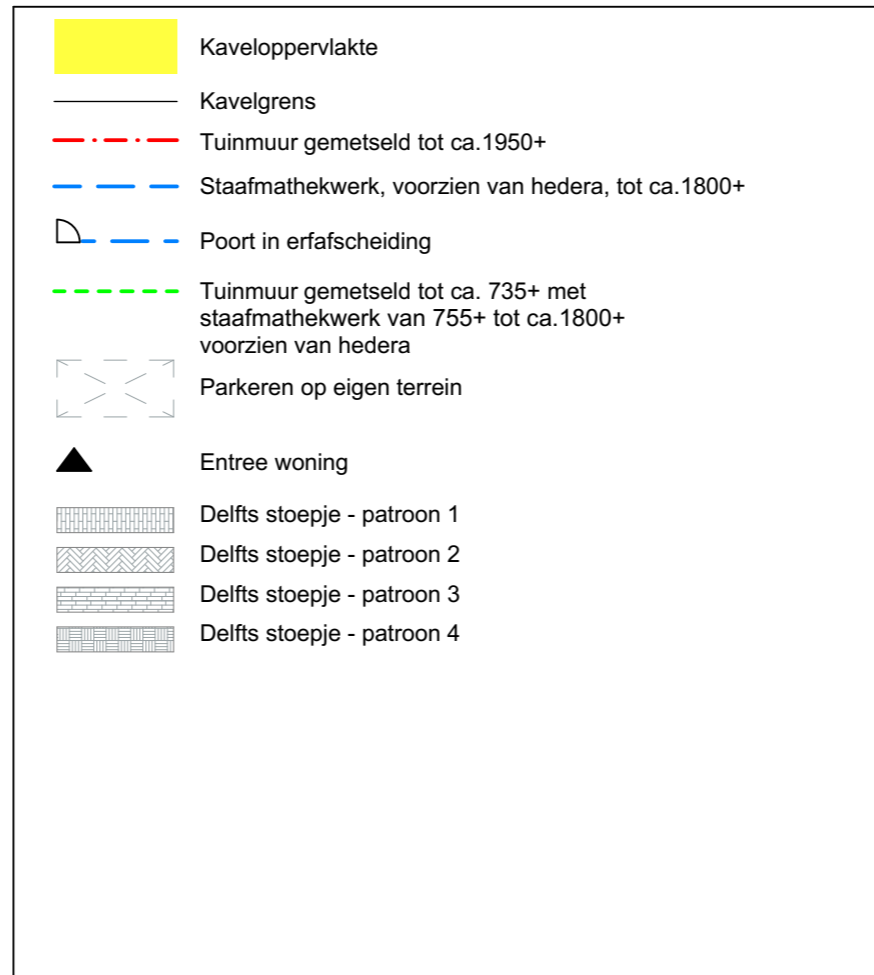 Kaveloppervlakte
Kavelgrens
Tuinmuur gemetseld tot ca.1950+
Staafmathekwerk, voorzien van hedera, tot ca.1800+
Poort in erfafscheiding
Tuinmuur gemetseld tot ca. 735+ met
staafmathekwerk van 755+ tot ca.1800+
voorzien van hedera
Parkeren op eigen terrein
Entree woning
Delfts stoepje - patroon 1
Delfts stoepje - patroon 2
Delfts stoepje - patroon 3
Delfts stoepje - patroon 4